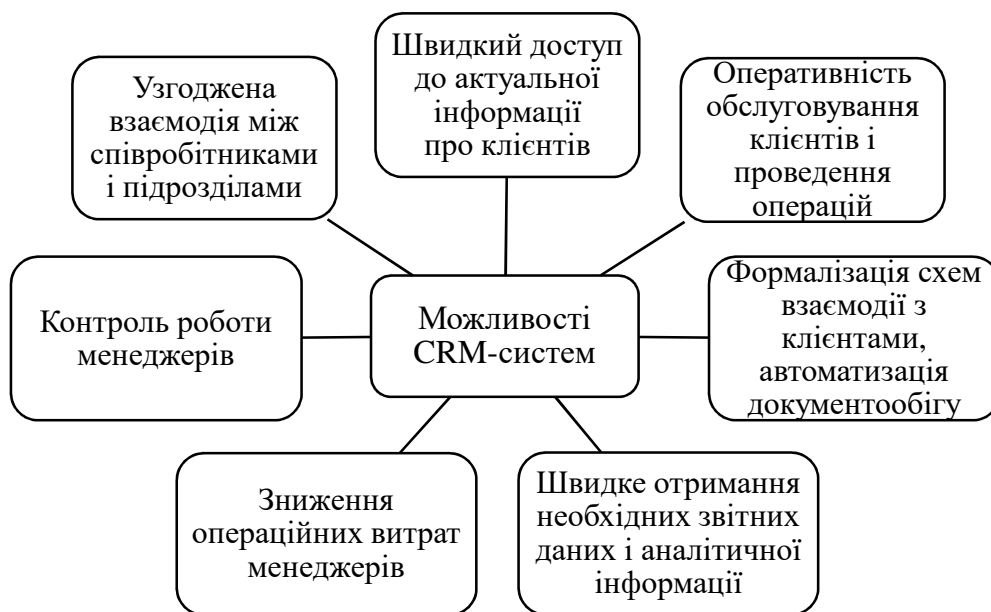 Швидкий доступ
до актуальної
інформації
про клієнтів
Узгоджена
взаємодія між
співробітниками
і підрозділами
Оперативність
обслуговування
клієнтів і
проведення
операцій
Контроль роботи
менеджерів
Можливості
CRM-систем
Формалізація схем
взаємодії з
клієнтами,
автоматизація
документообігу
Зниження
операційних витрат
менеджерів
Швидке отримання
необхідних звітних
даних і аналітичної
інформації